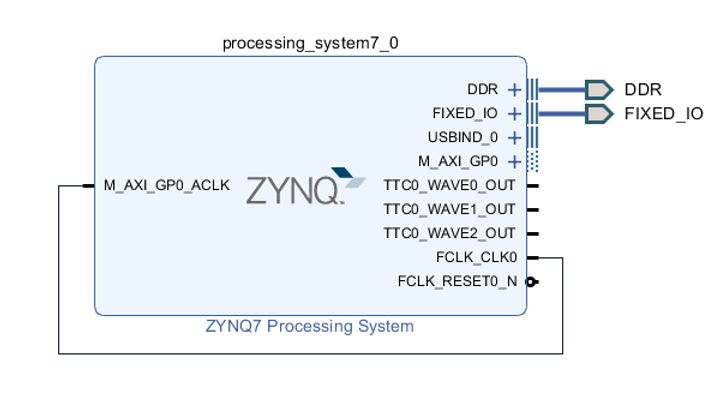 processing_system7_0
DDR
FIXED_IO
USBIND_0
M_AXI_GP0
M_AXI_GP0_ACLK
ZYNQ
TTC0_WAVE0_OUT
TTC0_WAVE1_OUT
TTC0_WAVE2_OUT
FCLK_CLK0
FCLK_RESET0_N
DDR
FIXED_IO
ZYNQ7 Processing System